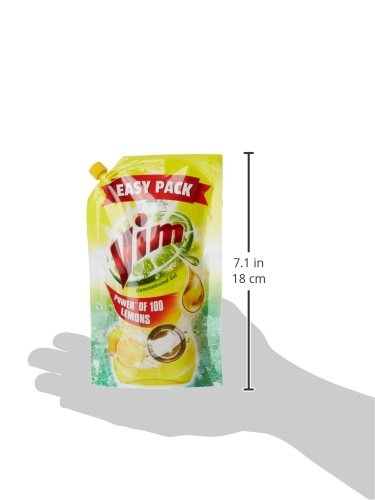 EASY PACK
Vim
Concentrated Gel
POWER OF 100
LEMONS
7.1 in
18 cm